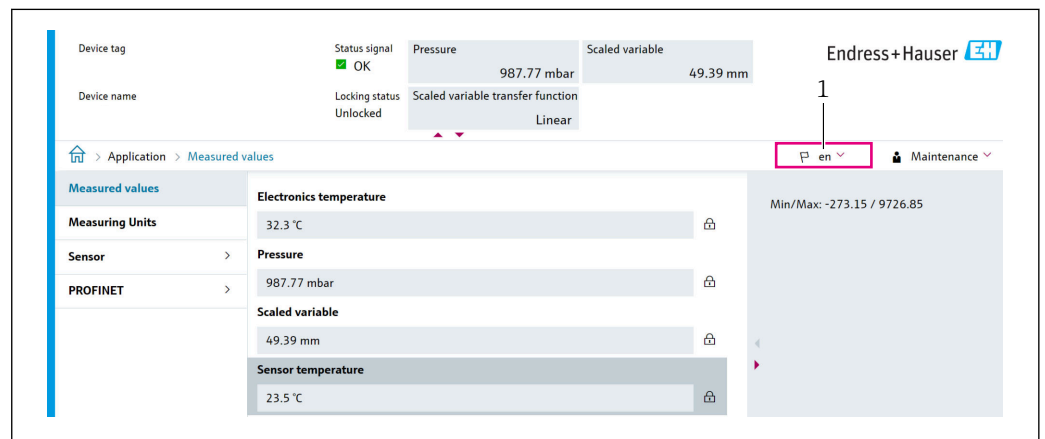 Device tag
Status signal
OK
Pressure
987.77 mbar
Scaled variable
49.39 mm
Endress+Hauser EH
Device name
Locking status
Unlocked
Scaled variable transfer function
Linear
1
> Application > Measured values
en
Maintenance
Measured values
Measuring Units
Sensor >
PROFINET >
Electronics temperature
32.3 °C
Pressure
987.77 mbar
Scaled variable
49.39 mm
Sensor temperature
23.5 °C
Min/Max: -273.15 / 9726.85